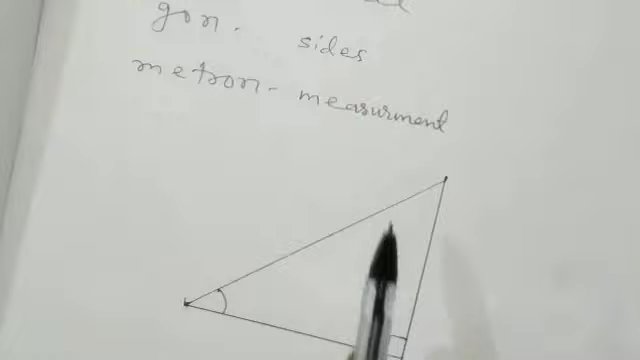 gon. sides
metron - measurment